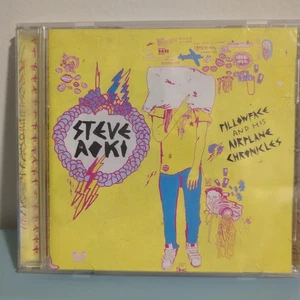 STEVE
AOKI
PILLOWFACE
AND HIS
AIRPLANE
CHRONICLES